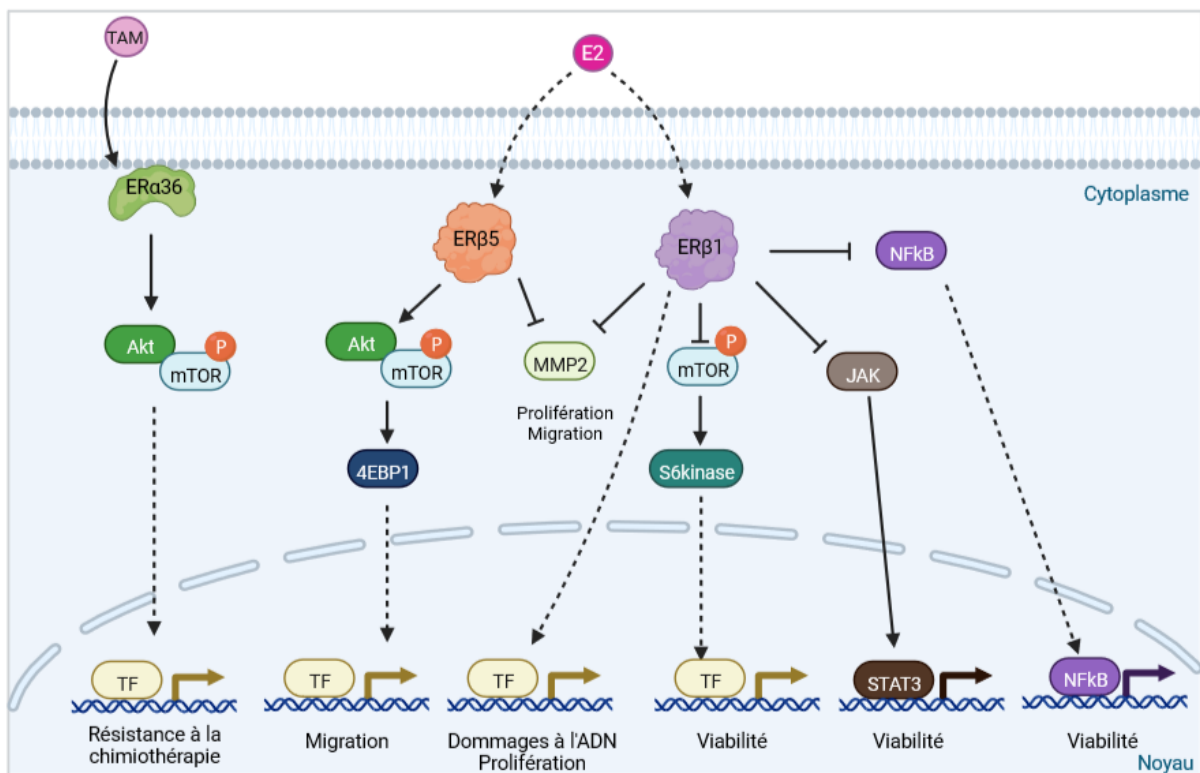 TAM
E2
ERα36
Cytoplasme
ERβ5
ERβ1
NFkB
Akt
P
mTOR
Akt
P
mTOR
MMP2
P
mTOR
JAK
Prolifération
Migration
4EBP1
S6kinase
TF
TF
TF
TF
STAT3
NFkB
Résistance à la
chimiothérapie
Migration
Dommages à l'ADN
Prolifération
Viabilité
Viabilité
Viabilité
Noyau